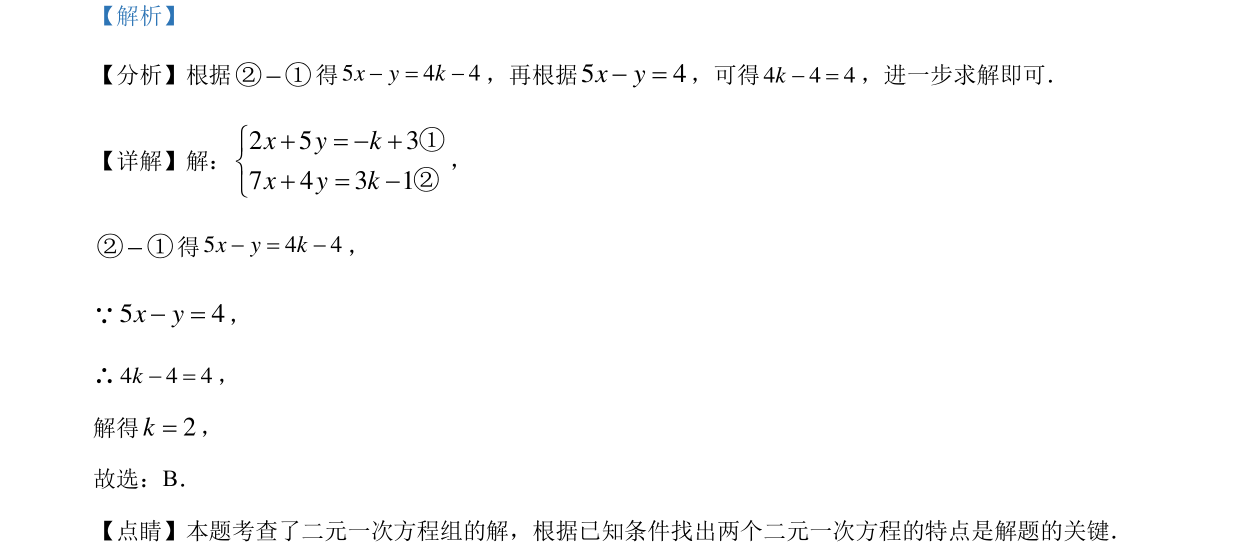 【解析】
【分析】根据②−①得5x−y=4k−4，再根据5x−y=4，可得4k−4=4，进一步求解即可．
【详解】解：{2x+5y=−k+3①
7x+4y=3k−1②，
②−①得5x−y=4k−4，
∵5x−y=4，
∴4k−4=4，
解得k=2，
故选：B．
【点睛】本题考查了二元一次方程组的解，根据已知条件找出两个二元一次方程的特点是解题的关键．